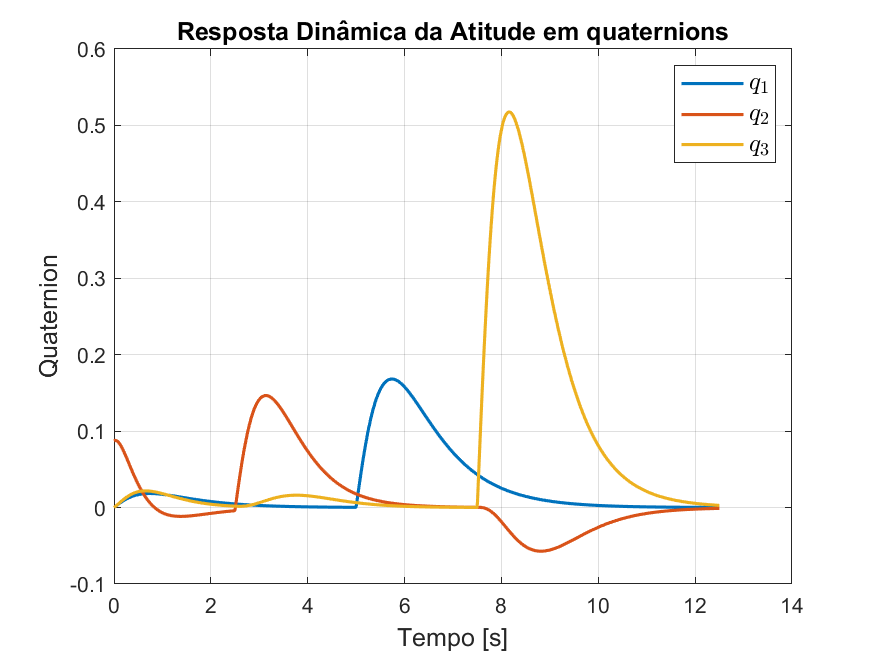 Resposta Dinâmica da Atitude em quaternions
0.6
0.5
0.4
0.3
0.2
0.1
0
-0.1
Quaternion
q1
q2
q3
0 2 4 6 8 10 12 14
Tempo [s]